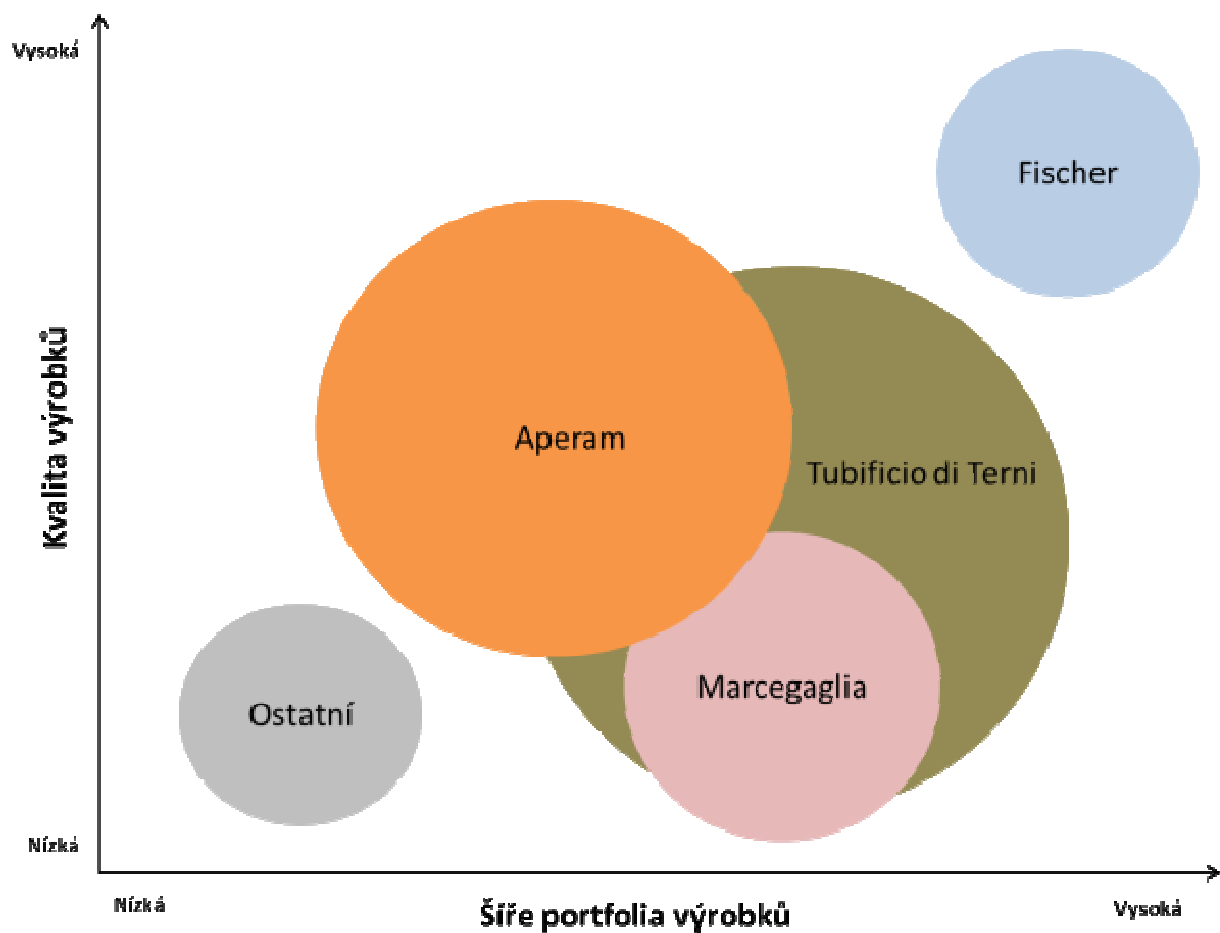 Vysoká
Fischer
Kvalita výrobků
Aperam
Tubificio di Terni
Marcegaglia
Ostatní
Nízká
Nízká
Šíře portfolia výrobků
Vysoká